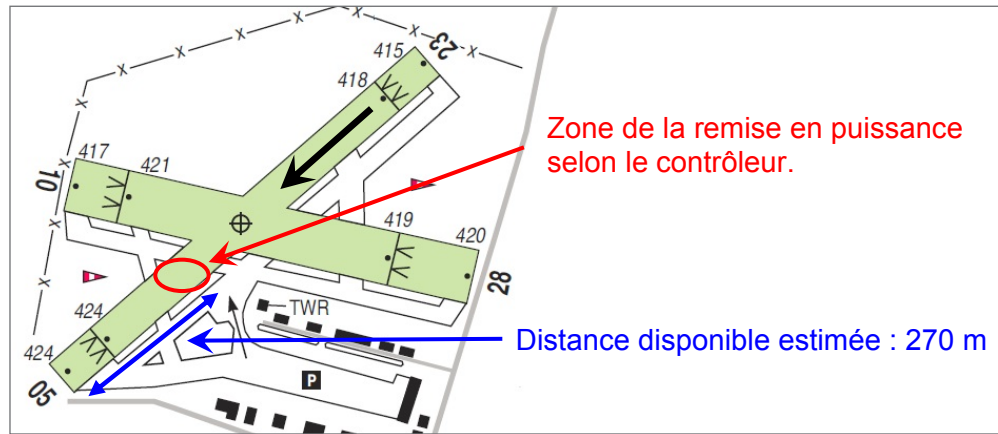 415
23
418
Zone de la remise en puissance
selon le contrôleur.
417
421
10
419
420
28
TWR
424
Distance disponible estimée : 270 m
424
05
P